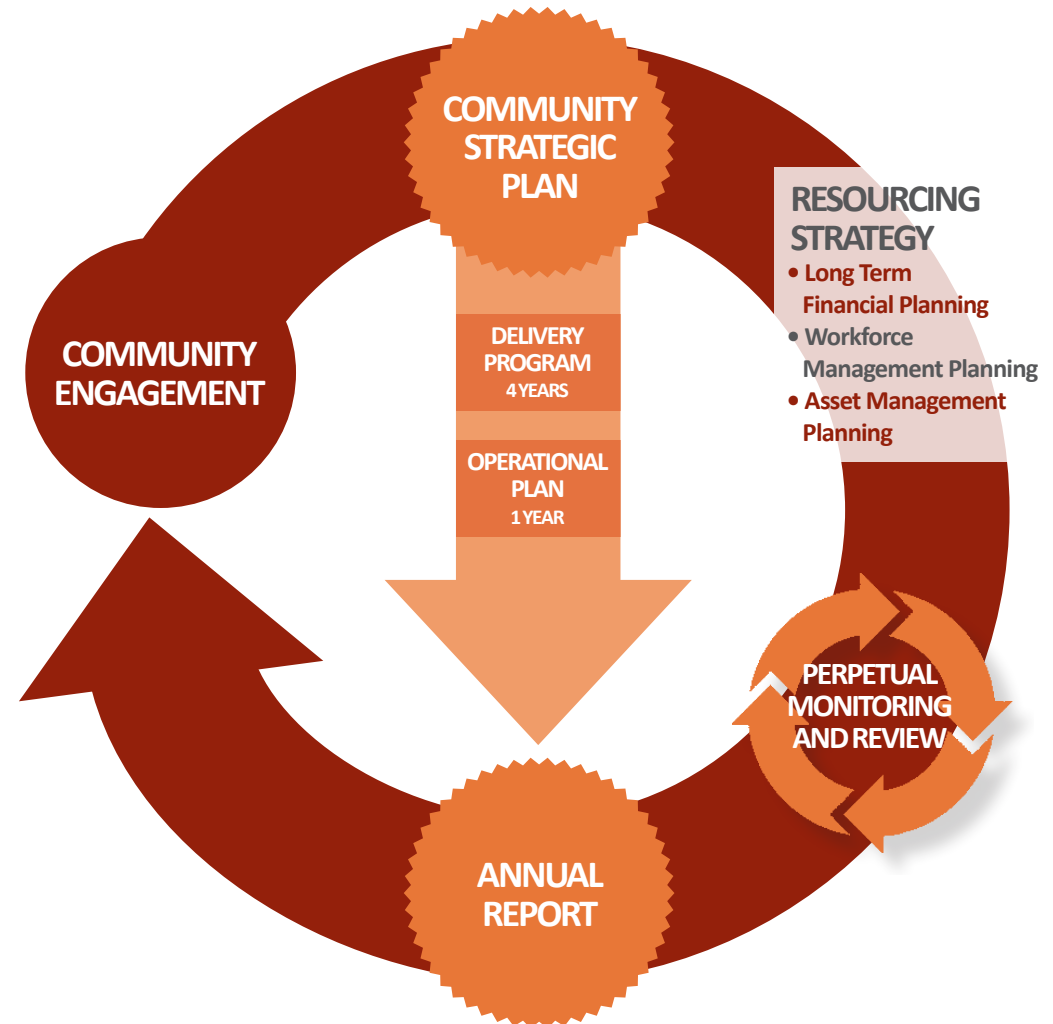 COMMUNITY
STRATEGIC
PLAN
RESOURCING
STRATEGY
• Long Term
Financial Planning
• Workforce
Management Planning
• Asset Management
Planning
DELIVERY
PROGRAM
4 YEARS
COMMUNITY
ENGAGEMENT
OPERATIONAL
PLAN
1 YEAR
PERPETUAL
MONITORING
AND REVIEW
ANNUAL
REPORT